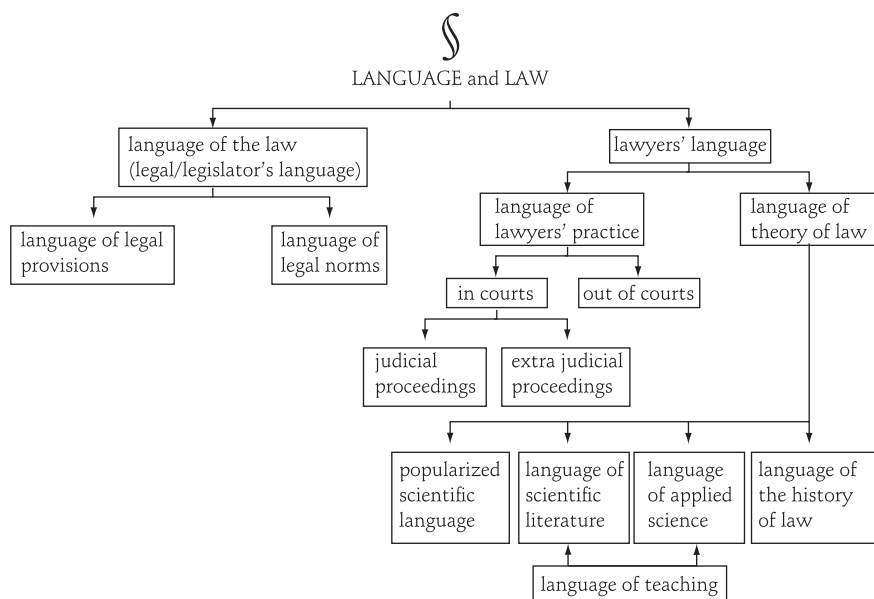 §
LANGUAGE and LAW
language of the law
(legal/legislator's language)
lawyers' language
language of legal
provisions
language of
legal norms
language of
lawyers' practice
language of
theory of law
in courts
out of courts
judicial
proceedings
extra judicial
proceedings
popularized
scientific
language
language of
scientific
literature
language
of applied
science
language of
the history
of law
language of teaching